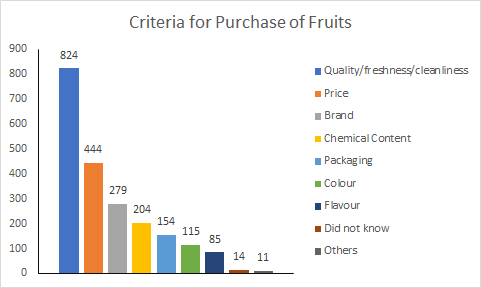 Criteria for Purchase of Fruits
900
800
700
600
500
400
300
200
100
0
824
444
279
204
154
115
85
14
11
Quality/freshness/cleanliness
Price
Brand
Chemical Content
Packaging
Colour
Flavour
Did not know
Others